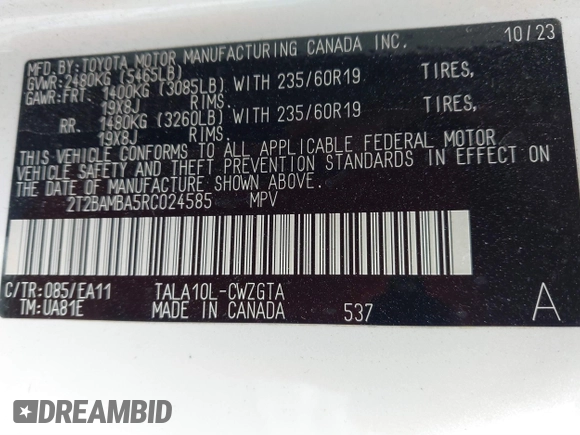 MFD.BY:TOYOTA MOTOR MANUFACTURING CANADA INC. 10/23
GVWR:2480KG (5465LB)
GAWR:FRT. 1400KG (3085LB) WITH 235/60R19 TIRES,
19X8J RIMS.
RR. 1480KG (3260LB) WITH 235/60R19 TIRES,
19X8J RIMS.
THIS VEHICLE CONFORMS TO ALL APPLICABLE FEDERAL MOTOR
VEHICLE SAFETY AND THEFT PREVENTION STANDARDS IN EFFECT ON
THE DATE OF MANUFACTURE SHOWN ABOVE.
2T2BAMBA5RC024585 MPV
C/TR:085/EA11 TALA10L-CWZGTA
TM:UA81E MADE IN CANADA 537 A
DREAMBID